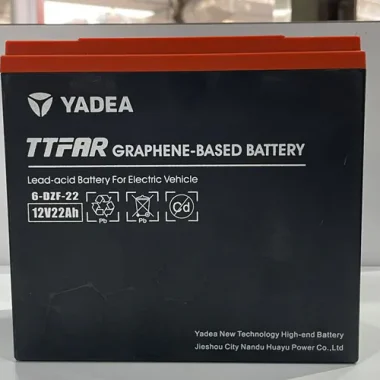 YADEA
TTFAR GRAPHENE-BASED BATTERY
Lead-acid Battery For Electric Vehicle
6-DZF-22
12V22Ah
Pb
Pb
Cd
Yadea New Technology High-end Battery
Jieshou City Nandu Huayu Power Co.,Ltd